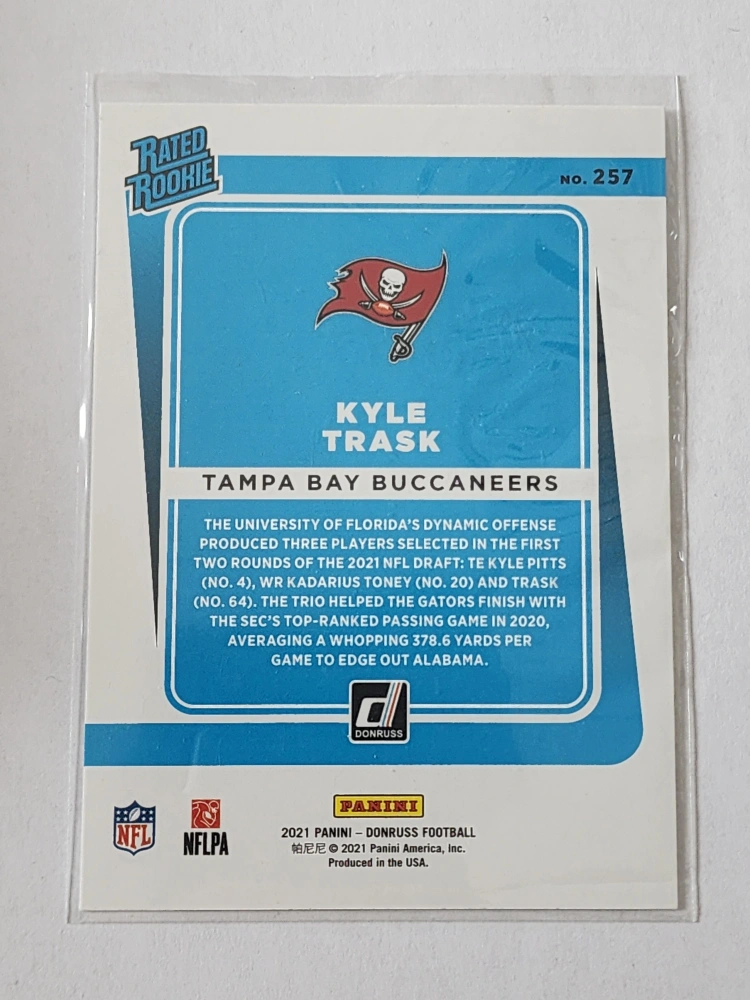 RATED
ROOKIE
NO. 257
KYLE
TRASK
TAMPA BAY BUCCANEERS
THE UNIVERSITY OF FLORIDA'S DYNAMIC OFFENSE
PRODUCED THREE PLAYERS SELECTED IN THE FIRST
TWO ROUNDS OF THE 2021 NFL DRAFT: TE KYLE PITTS
(NO. 4), WR KADARIUS TONEY (NO. 20) AND TRASK
(NO. 64). THE TRIO HELPED THE GATORS FINISH WITH
THE SEC'S TOP-RANKED PASSING GAME IN 2020,
AVERAGING A WHOPPING 378.6 YARDS PER
GAME TO EDGE OUT ALABAMA.
d
DONRUSS
NFL
NFLPA
PANINI
2021 PANINI – DONRUSS FOOTBALL
帕尼尼 © 2021 Panini America, Inc.
Produced in the USA.